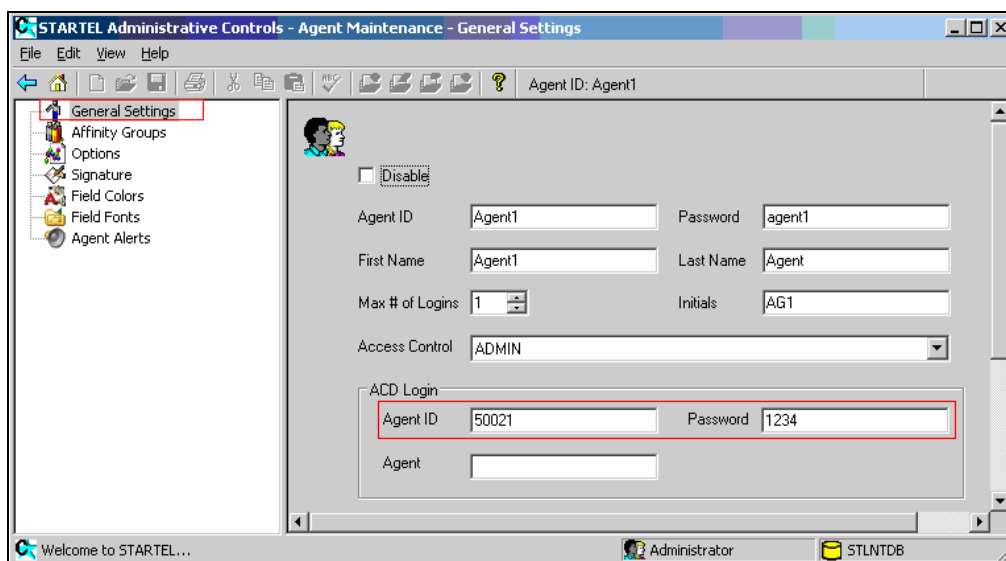 STARTEL Administrative Controls - Agent Maintenance - General Settings
File Edit View Help
Agent ID: Agent1
General Settings
Affinity Groups
Options
Signature
Field Colors
Field Fonts
Agent Alerts
Disable
Agent ID Agent1 Password agent1
First Name Agent1 Last Name Agent
Max # of Logins 1 Initials AG1
Access Control ADMIN
ACD Login
Agent ID 50021 Password 1234
Agent
Welcome to STARTEL... Administrator STLNTDB